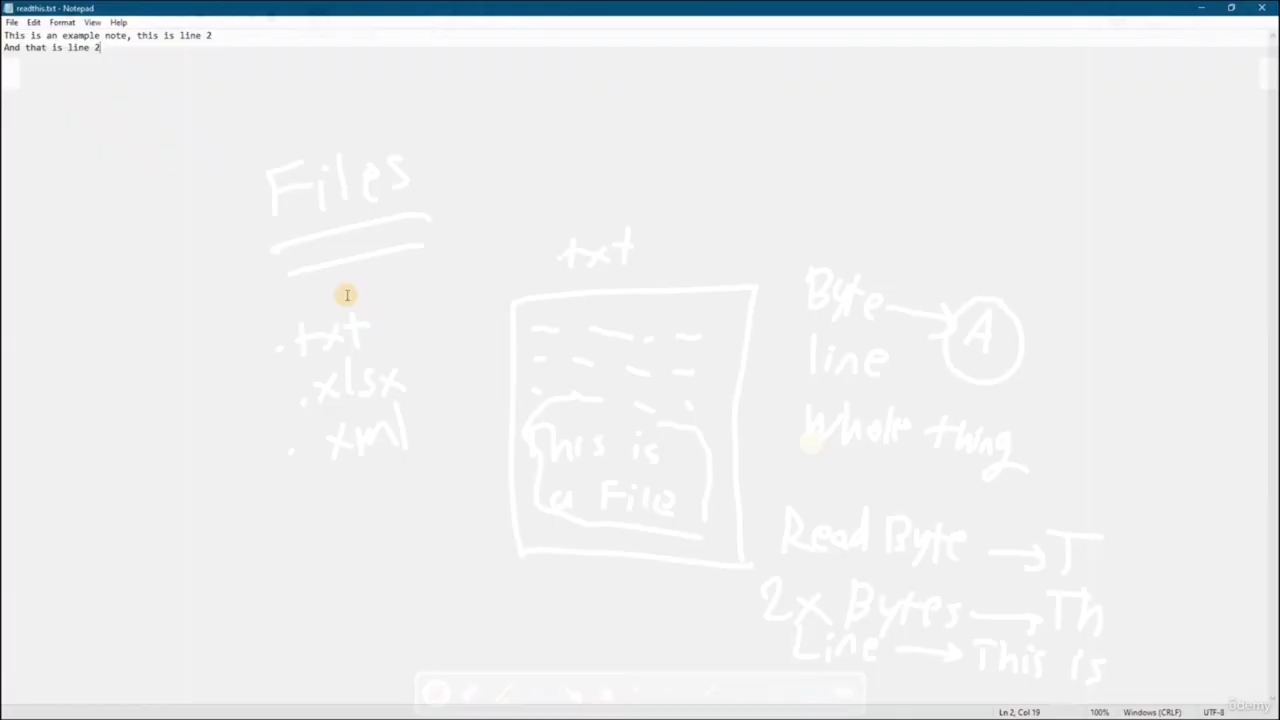 readthis.txt - Notepad
File Edit Format View Help
This is an example note, this is line 2
And that is line 2
Files
.txt
.xlsx
.xml
.txt
This is
a File
Byte → A
line
Whole thing
Read Byte → T
2x Bytes → Th
Line → This is
Ln 2, Col 19 100% Windows (CRLF) UTF-8
ûdemy